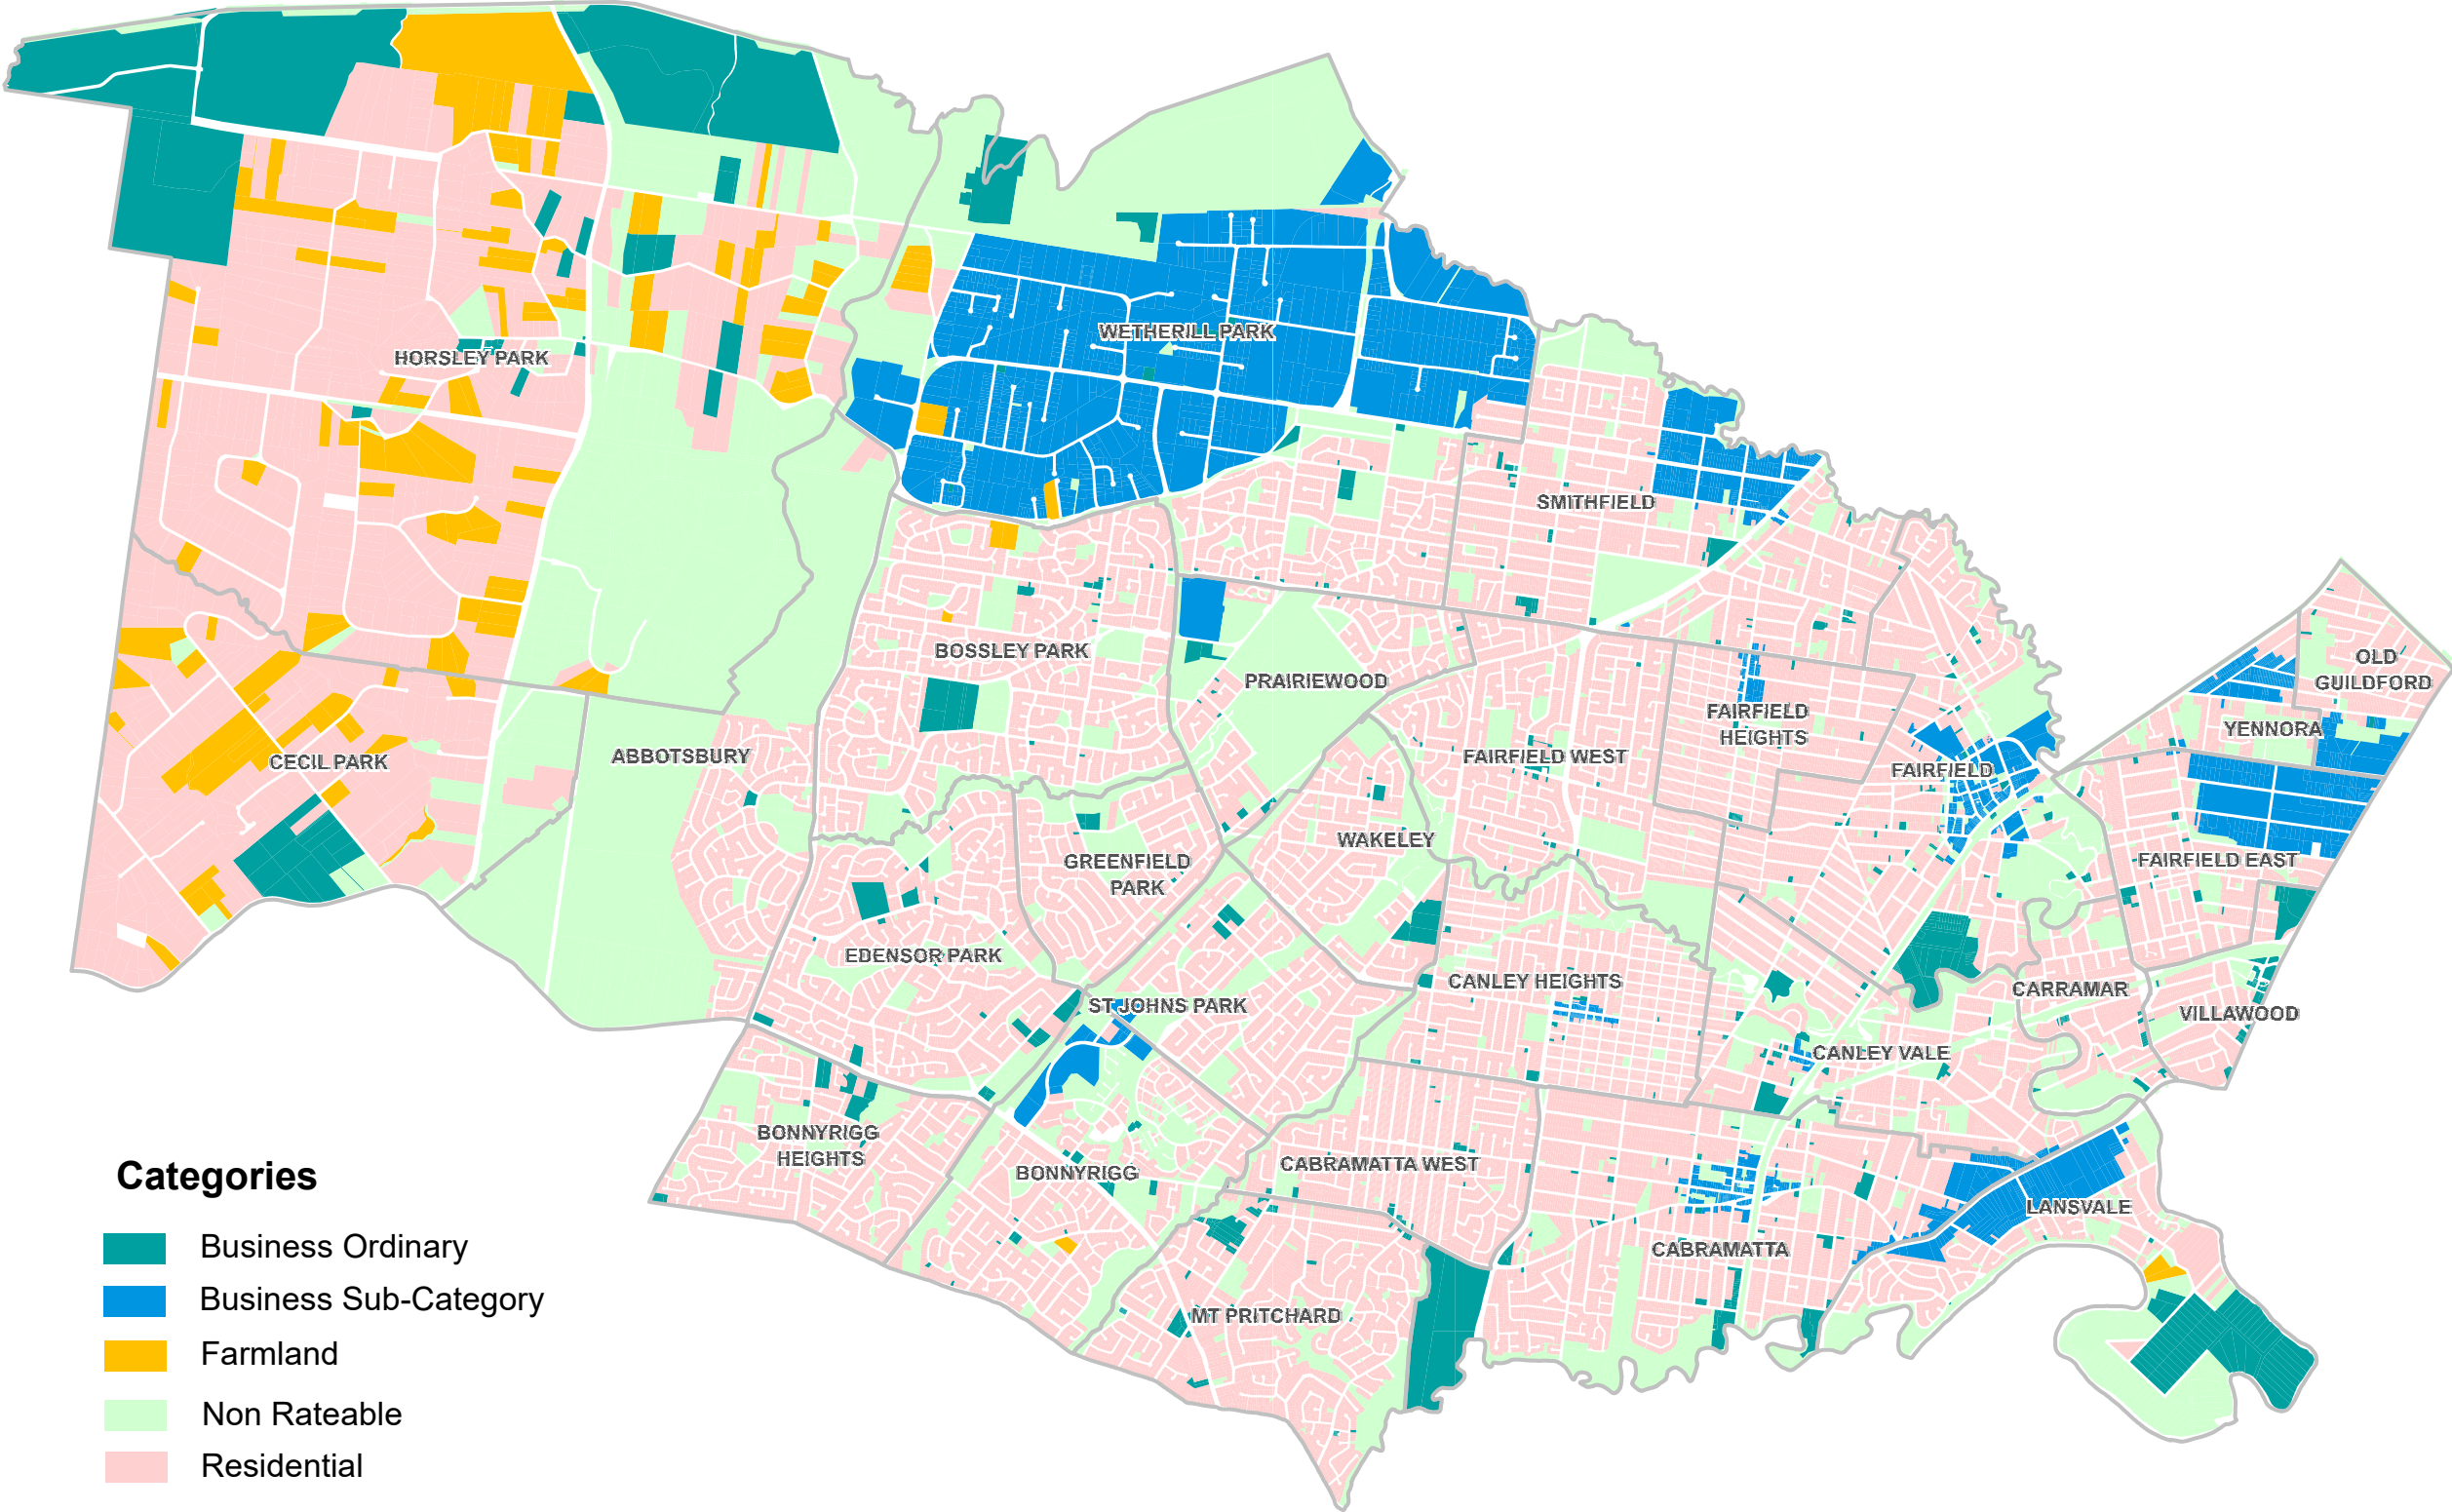 WETHERILL PARK
HORSLEY PARK
SMITHFIELD
BOSSLEY PARK
PRAIRIEWOOD
OLD
GUILDFORD
FAIRFIELD
HEIGHTS
YENNORA
CECIL PARK
ABBOTSBURY
FAIRFIELD WEST
FAIRFIELD
WAKELEY
GREENFIELD
PARK
FAIRFIELD EAST
EDENSOR PARK
CANLEY HEIGHTS
CARRAMAR
ST JOHNS PARK
VILLAWOOD
CANLEY VALE
BONNYRIGG
HEIGHTS
BONNYRIGG
CABRAMATTA WEST
LANSVALE
CABRAMATTA
MT PRITCHARD
Categories
Business Ordinary
Business Sub-Category
Farmland
Non Rateable
Residential